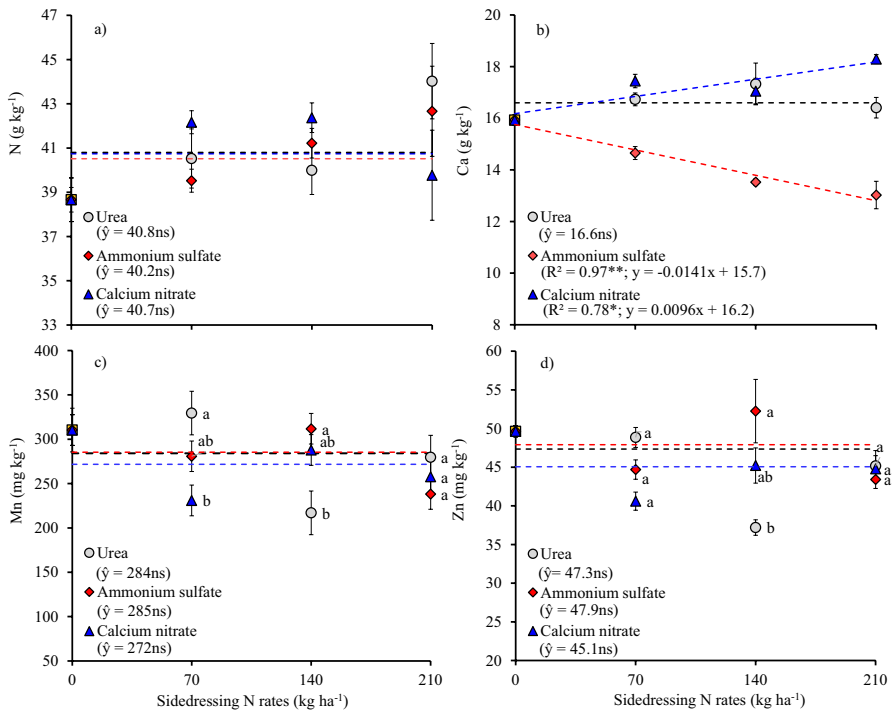 a)
N (g kg⁻¹)
47
45
43
41
39
37
35
33
Urea
(ŷ = 40.8ns)
Ammonium sulfate
(ŷ = 40.2ns)
Calcium nitrate
(ŷ = 40.7ns)
b)
Ca (g kg⁻¹)
20
18
16
14
12
10
8
Urea
(ŷ = 16.6ns)
Ammonium sulfate
(R² = 0.97**; y = -0.0141x + 15.7)
Calcium nitrate
(R² = 0.78*; y = 0.0096x + 16.2)
c)
Mn (mg kg⁻¹)
400
350
300
250
200
150
100
50
a
ab
b
a
ab
b
a
a
a
Urea
(ŷ = 284ns)
Ammonium sulfate
(ŷ = 285ns)
Calcium nitrate
(ŷ = 272ns)
0 70 140 210
Sidedressing N rates (kg ha⁻¹)
d)
Zn (mg kg⁻¹)
60
55
50
45
40
35
30
25
20
a
a
a
a
ab
b
a
a
a
Urea
(ŷ= 47.3ns)
Ammonium sulfate
(ŷ = 47.9ns)
Calcium nitrate
(ŷ = 45.1ns)
0 70 140 210
Sidedressing N rates (kg ha⁻¹)